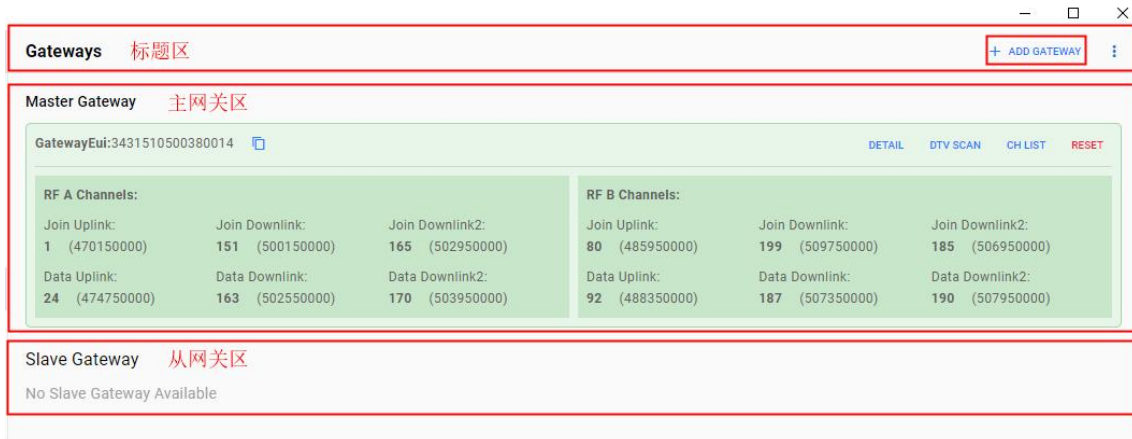 Gateways 标题区 + ADD GATEWAY
Master Gateway 主网关区
GatewayEui:3431510500380014 DETAIL DTV SCAN CH LIST RESET
RF A Channels: RF B Channels:
Join Uplink: Join Downlink: Join Downlink2: Join Uplink: Join Downlink: Join Downlink2:
1 (470150000) 151 (500150000) 165 (502950000) 80 (485950000) 199 (509750000) 185 (506950000)
Data Uplink: Data Downlink: Data Downlink2: Data Uplink: Data Downlink: Data Downlink2:
24 (474750000) 163 (502550000) 170 (503950000) 92 (488350000) 187 (507350000) 190 (507950000)
Slave Gateway 从网关区
No Slave Gateway Available